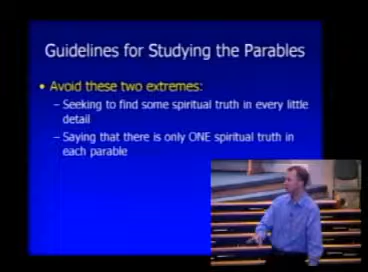 Guidelines for Studying the Parables
• Avoid these two extremes:
– Seeking to find some spiritual truth in every little
detail
– Saying that there is only ONE spiritual truth in
each parable